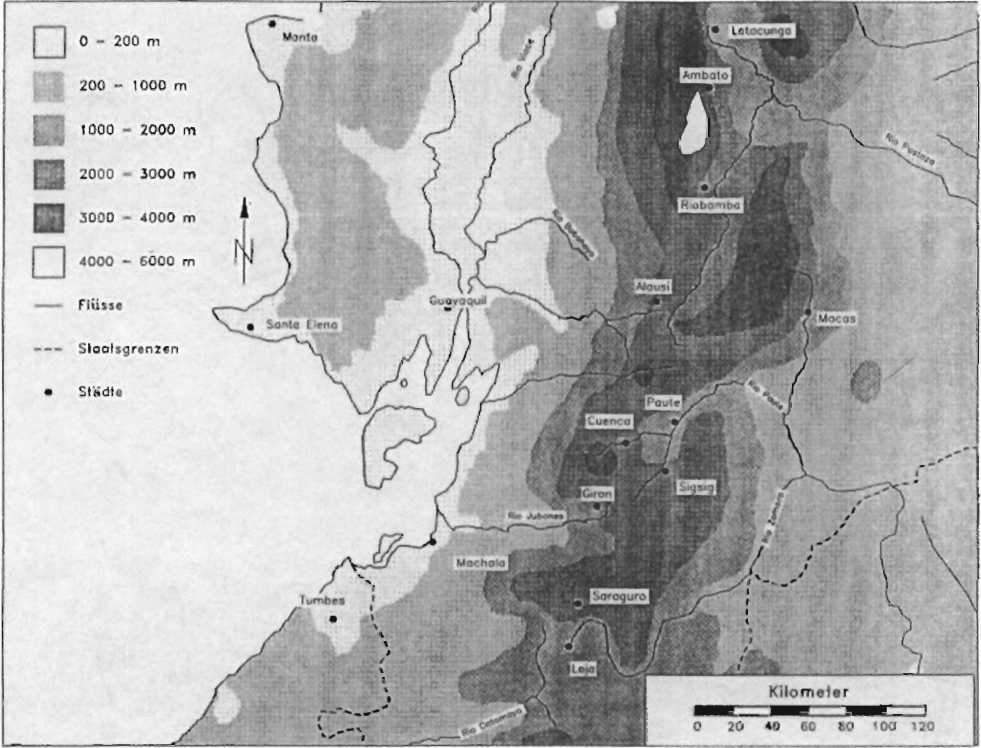 0 - 200 m
200 - 1000 m
1000 - 2000 m
2000 - 3000 m
3000 - 4000 m
4000 - 6000 m
Flüsse
Staatsgrenzen
Städte
N
Manta
Latacunga
Ambato
Rio Pastaza
Riobamba
Alausi
Guayaquil
Santa Elena
Macas
Rio Paute
Paute
Cuenca
Sigsig
Giron
Rio Jubones
Rio Zamora
Machala
Tumbes
Saraguro
Loja
Rio Catamayo
Kilometer
0 20 40 60 80 100 120